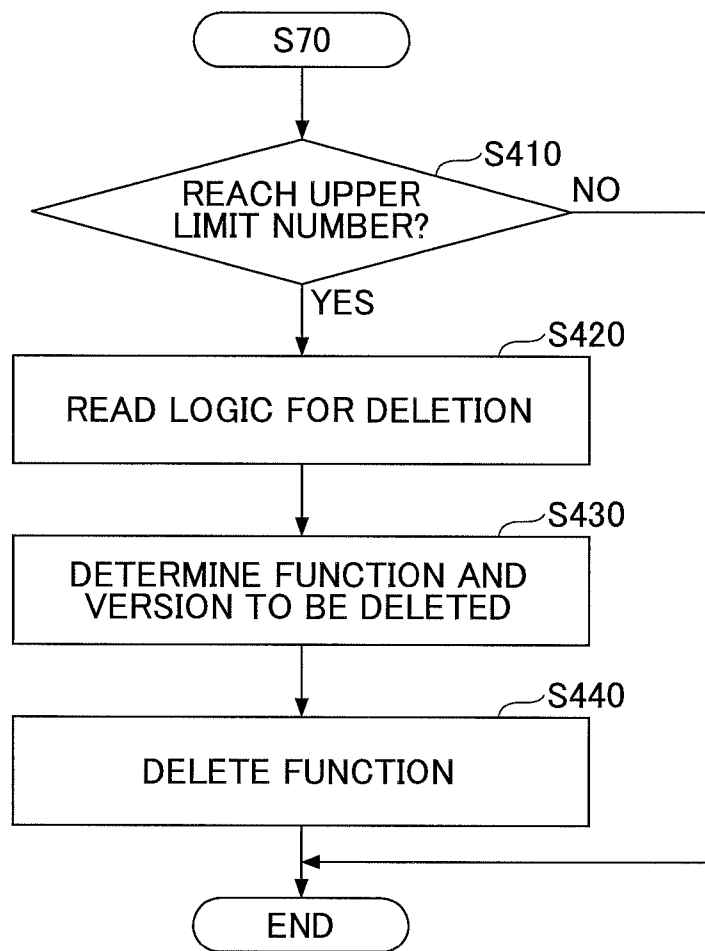 S70
S410
REACH UPPER
LIMIT NUMBER?
NO
YES
S420
READ LOGIC FOR DELETION
S430
DETERMINE FUNCTION AND
VERSION TO BE DELETED
S440
DELETE FUNCTION
END